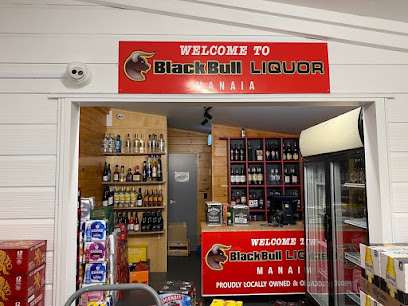 WELCOME TO
BlackBull LIQUOR
MANAIA
WELCOME TO
BlackBull LIQUOR
MANAIA
PROUDLY LOCALLY OWNED &